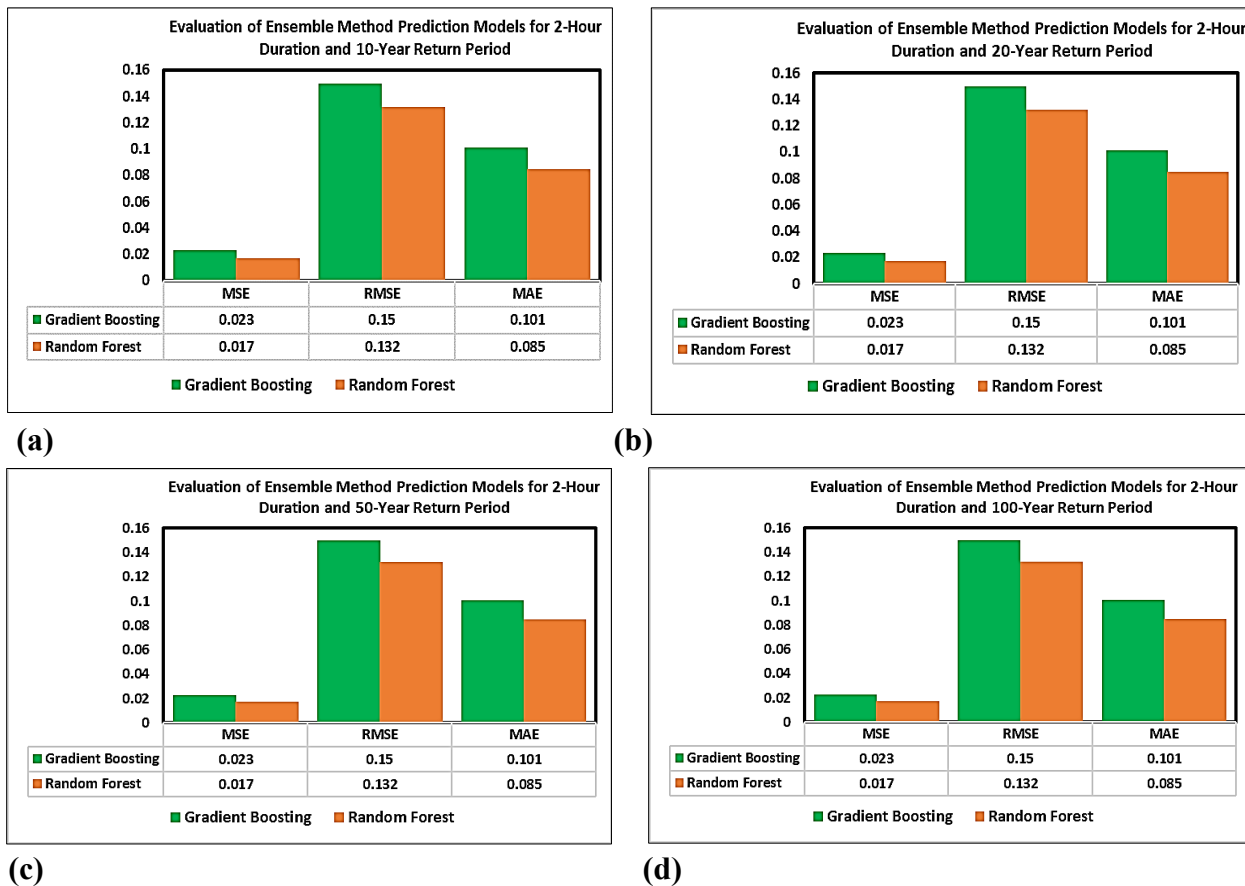 Evaluation of Ensemble Method Prediction Models for 2-Hour
Duration and 10-Year Return Period
0.16
0.14
0.12
0.1
0.08
0.06
0.04
0.02
0
MSE RMSE MAE
Gradient Boosting 0.023 0.15 0.101
Random Forest 0.017 0.132 0.085
Gradient Boosting Random Forest
(a)
Evaluation of Ensemble Method Prediction Models for 2-Hour
Duration and 20-Year Return Period
0.16
0.14
0.12
0.1
0.08
0.06
0.04
0.02
0
MSE RMSE MAE
Gradient Boosting 0.023 0.15 0.101
Random Forest 0.017 0.132 0.085
Gradient Boosting Random Forest
(b)
Evaluation of Ensemble Method Prediction Models for 2-Hour
Duration and 50-Year Return Period
0.16
0.14
0.12
0.1
0.08
0.06
0.04
0.02
0
MSE RMSE MAE
Gradient Boosting 0.023 0.15 0.101
Random Forest 0.017 0.132 0.085
Gradient Boosting Random Forest
(c)
Evaluation of Ensemble Method Prediction Models for 2-Hour
Duration and 100-Year Return Period
0.16
0.14
0.12
0.1
0.08
0.06
0.04
0.02
0
MSE RMSE MAE
Gradient Boosting 0.023 0.15 0.101
Random Forest 0.017 0.132 0.085
Gradient Boosting Random Forest
(d)